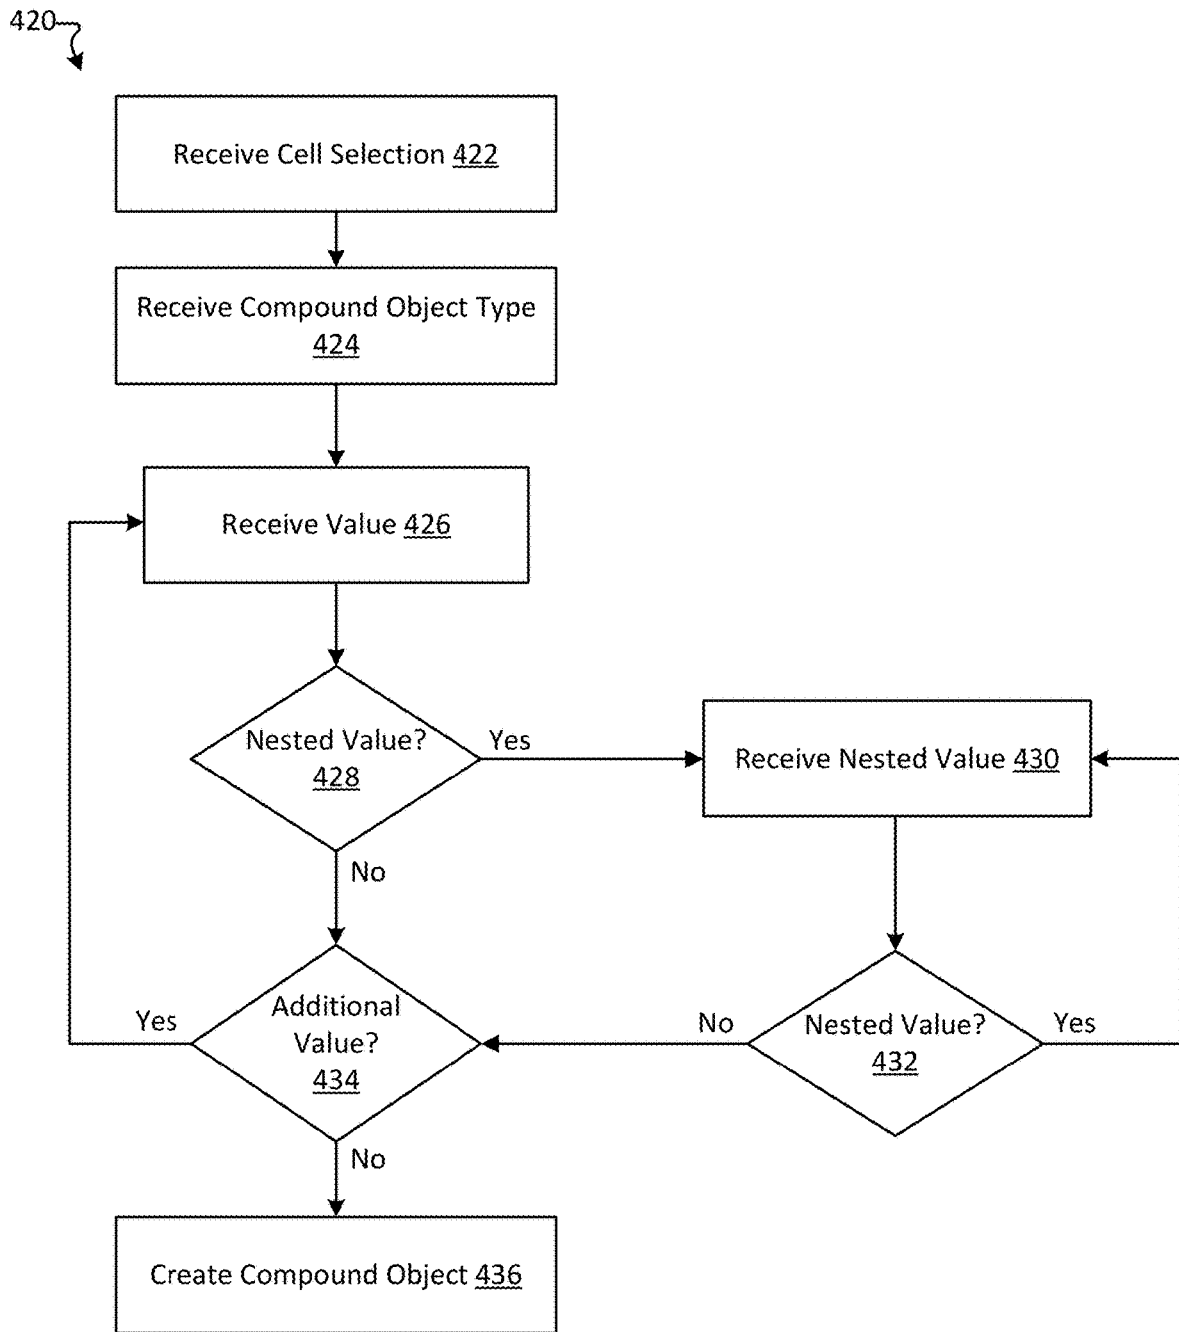 420
Receive Cell Selection 422
Receive Compound Object Type
424
Receive Value 426
Nested Value?
428
Yes
Receive Nested Value 430
No
Additional
Value?
434
Yes
No
Nested Value?
432
Yes
No
Create Compound Object 436